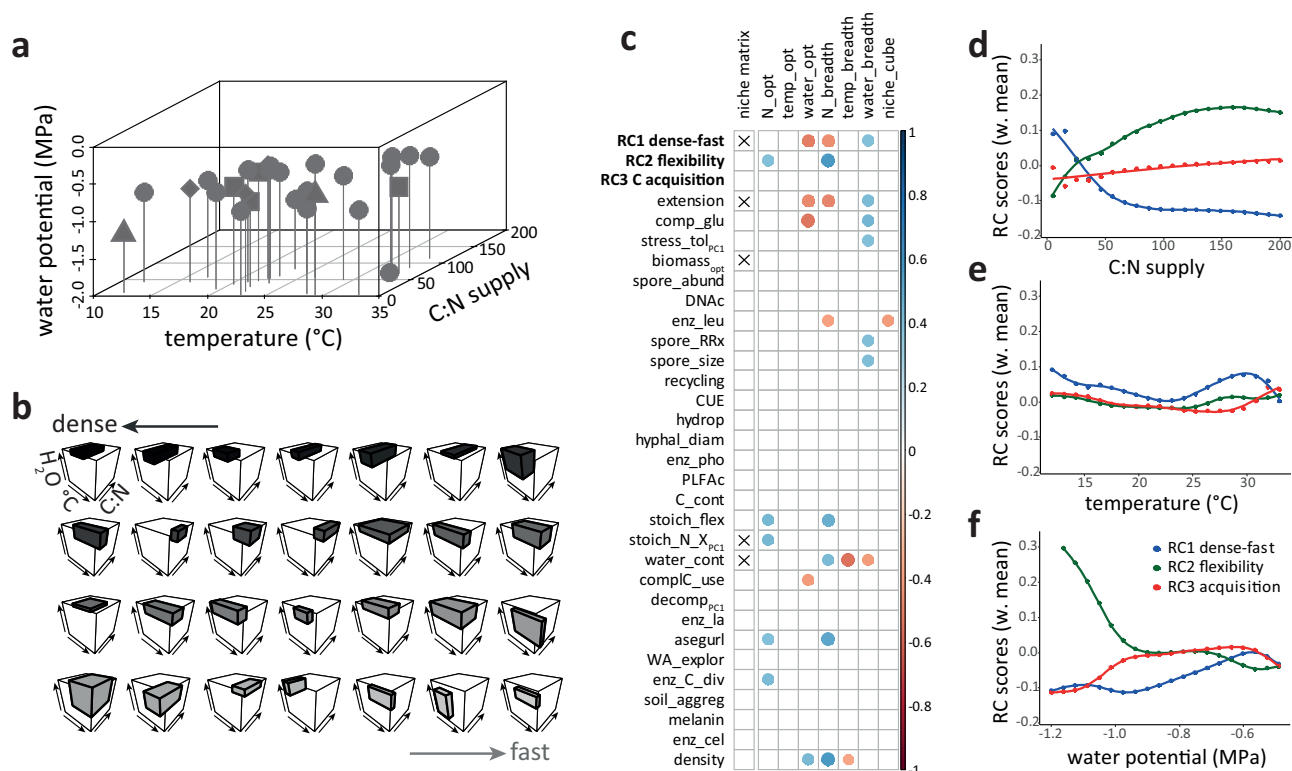 a
water potential (MPa)
0.0
-0.5
-1.0
-1.5
-2.0
10
15
20
25
30
35
temperature (°C)
0
50
100
150
200
C:N supply
b
dense
H2O
°C
C:N
fast
c
niche matrix
N_opt
temp_opt
water_opt
N_breadth
temp_breadth
water_breadth
niche_cube
RC1 dense-fast
RC2 flexibility
RC3 C acquisition
extension
comp_glu
stress_tolPC1
biomassopt
spore_abund
DNAc
enz_leu
spore_RRx
spore_size
recycling
CUE
hydrop
hyphal_diam
enz_pho
PLFAc
C_cont
stoich_flex
stoich_N_XPC1
water_cont
complC_use
decompPC1
enz_la
asegurl
WA_explor
enz_C_div
soil_aggreg
melanin
enz_cel
density
1
0.8
0.6
0.4
0.2
0
-0.2
-0.4
-0.6
-0.8
-1
d
RC scores (w. mean)
0.3
0.2
0.1
0.0
-0.1
-0.2
0
50
100
150
200
C:N supply
e
RC scores (w. mean)
0.3
0.2
0.1
0.0
-0.1
-0.2
15
20
25
30
temperature (°C)
f
RC scores (w. mean)
0.3
0.2
0.1
0.0
-0.1
-0.2
RC1 dense-fast
RC2 flexibility
RC3 acquisition
-1.2
-1.0
-0.8
-0.6
water potential (MPa)